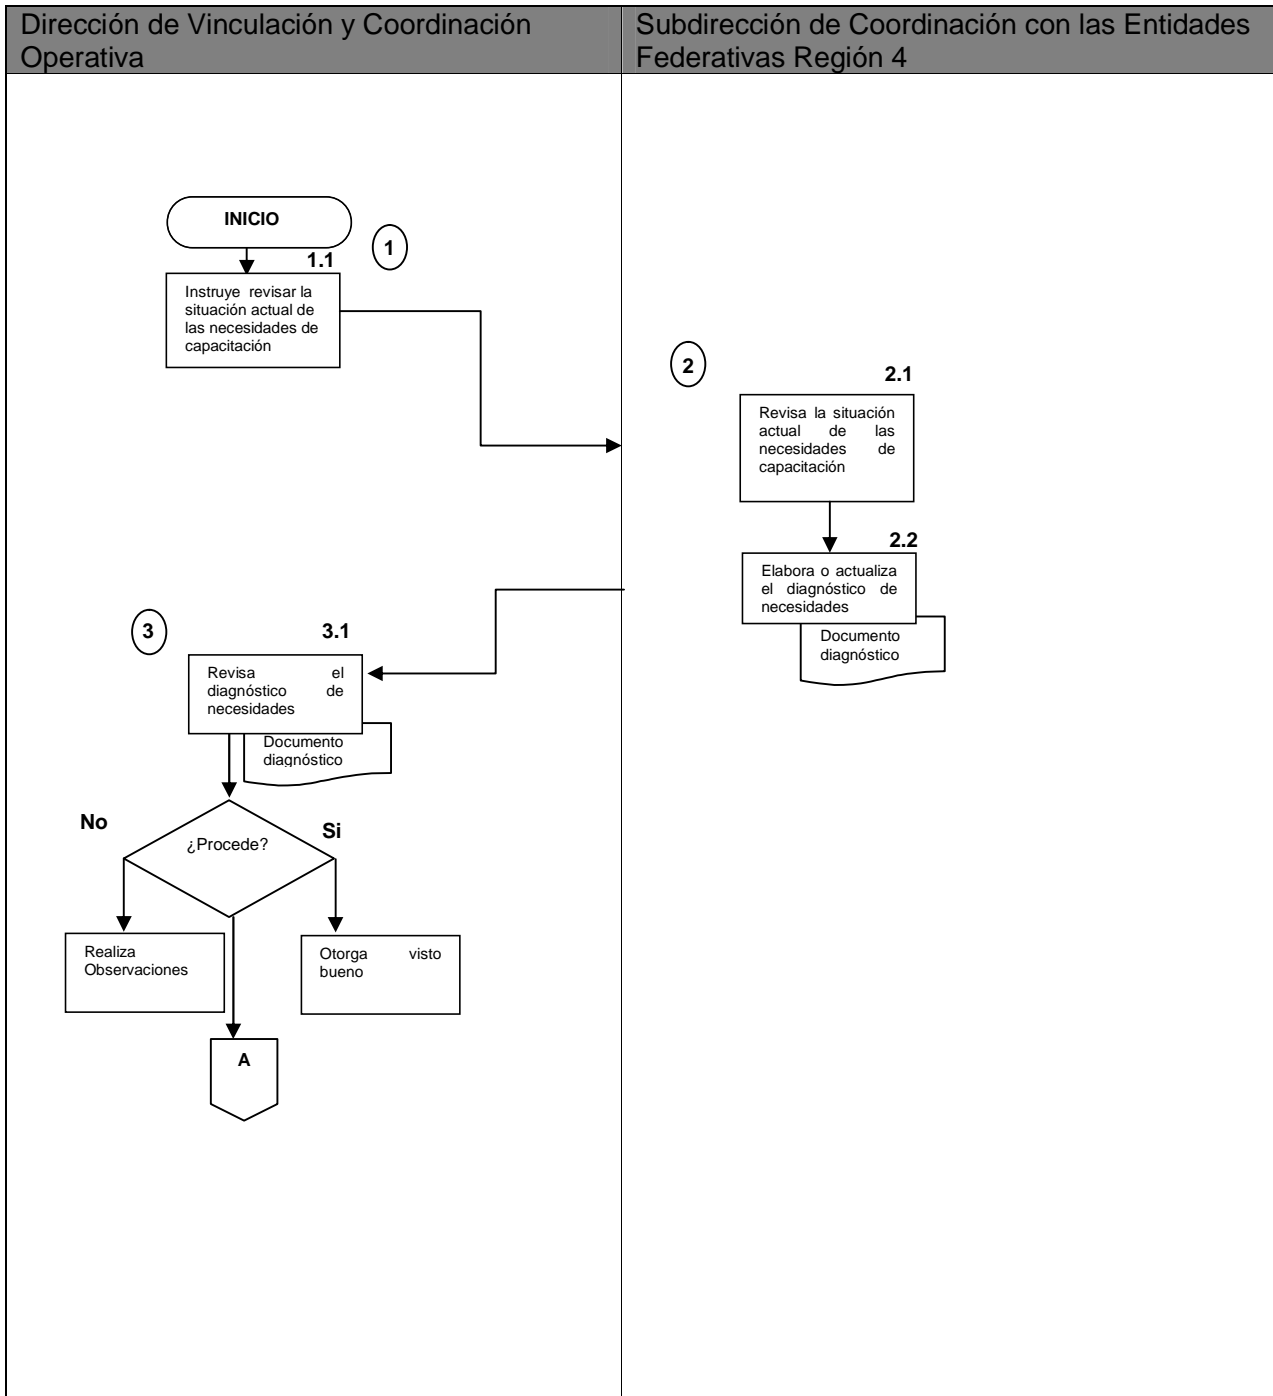 Dirección de Vinculación y Coordinación
Operativa
Subdirección de Coordinación con las Entidades
Federativas Región 4
INICIO
1
1.1
Instruye revisar la
situación actual de
las necesidades de
capacitación
2
2.1
Revisa la situación
actual de las
necesidades de
capacitación
2.2
Elabora o actualiza
el diagnóstico de
necesidades
Documento
diagnóstico
3
3.1
Revisa el
diagnóstico de
necesidades
Documento
diagnóstico
No
¿Procede?
Si
Realiza
Observaciones
Otorga visto
bueno
A